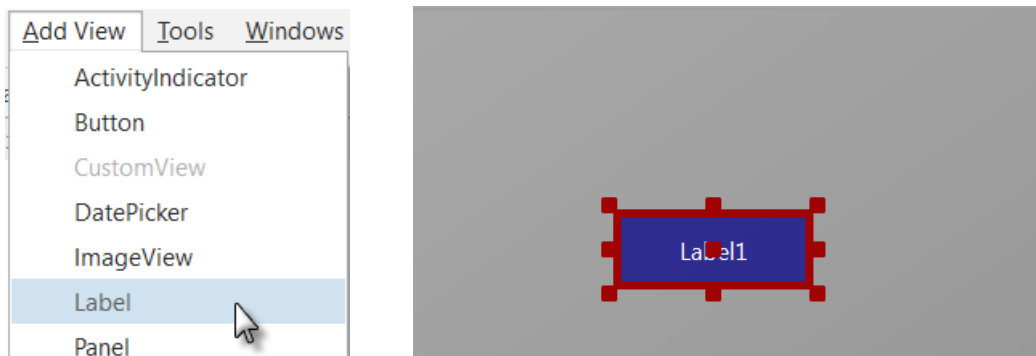 Add View Tools Windows
ActivityIndicator
Button
CustomView
DatePicker
ImageView
Label
Panel
Label1